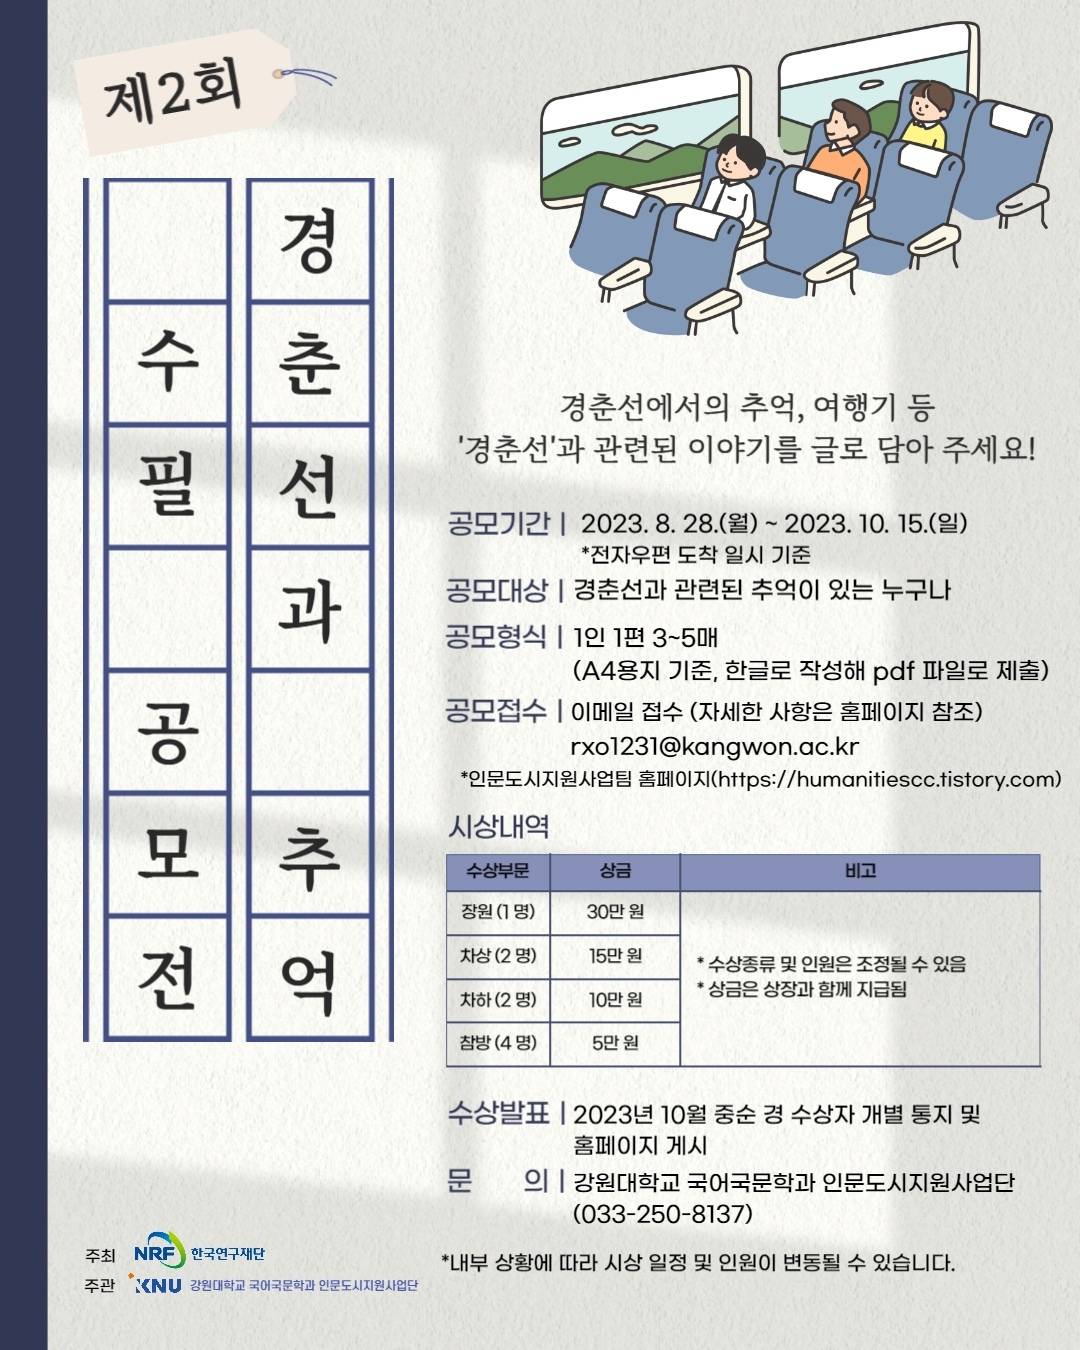 제2회
경춘선과 추억
수필 공모전
경춘선에서의 추억, 여행기 등
'경춘선'과 관련된 이야기를 글로 담아 주세요!
공모기간 | 2023. 8. 28.(월) ~ 2023. 10. 15.(일)
*전자우편 도착 일시 기준
공모대상 | 경춘선과 관련된 추억이 있는 누구나
공모형식 | 1인 1편 3~5매
(A4용지 기준, 한글로 작성해 pdf 파일로 제출)
공모접수 | 이메일 접수 (자세한 사항은 홈페이지 참조)
rxo1231@kangwon.ac.kr
*인문도시지원사업팀 홈페이지(https://humanitiescc.tistory.com)
시상내역
수상부문 상금 비고
장원 (1 명) 30만 원
차상 (2 명) 15만 원
* 수상종류 및 인원은 조정될 수 있음
* 상금은 상장과 함께 지급됨
차하 (2 명) 10만 원
참방 (4 명) 5만 원
수상발표 | 2023년 10월 중순 경 수상자 개별 통지 및
홈페이지 게시
문 의 | 강원대학교 국어국문학과 인문도시지원사업단
(033-250-8137)
*내부 상황에 따라 시상 일정 및 인원이 변동될 수 있습니다.
주최 NRF 한국연구재단
주관 KNU 강원대학교 국어국문학과 인문도시지원사업단